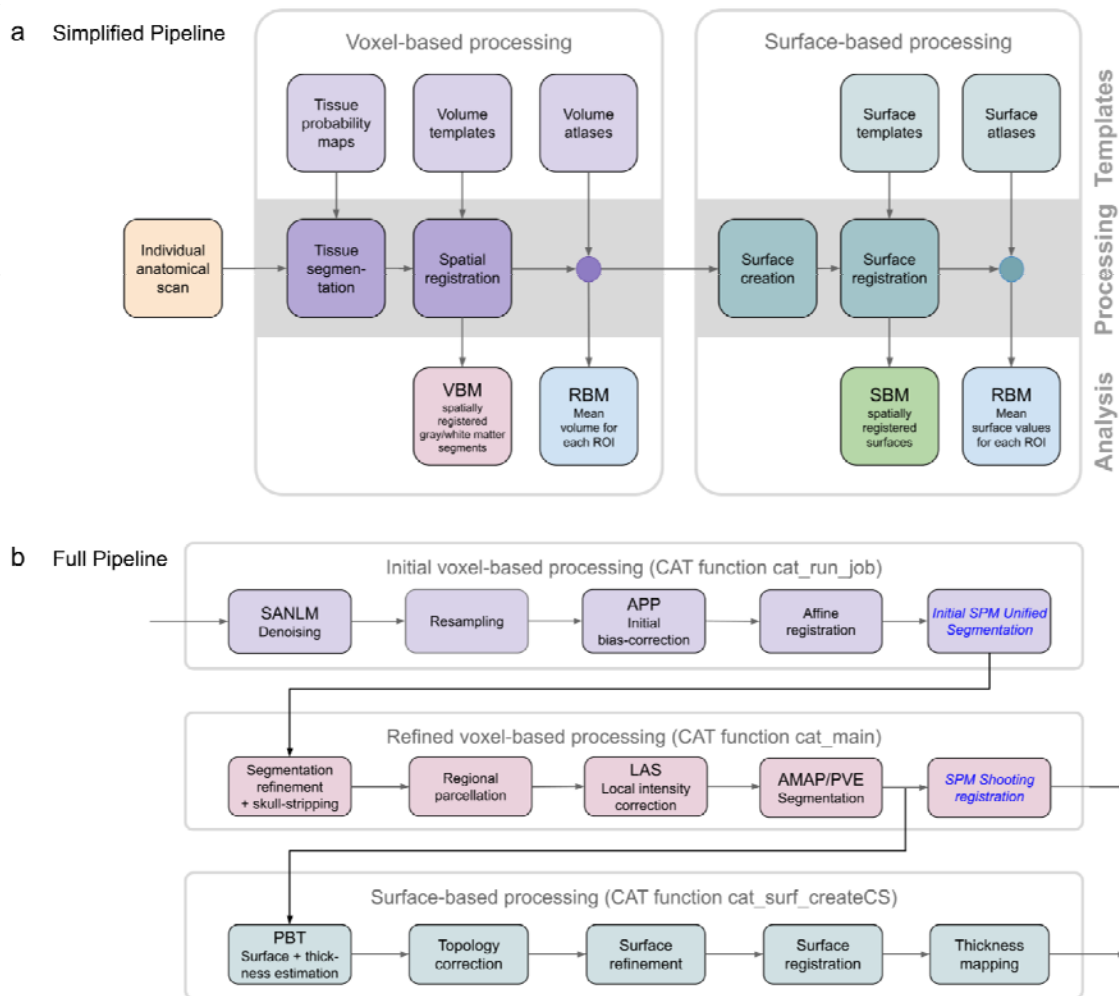 a Simplified Pipeline
Voxel-based processing
Surface-based processing
Tissue
probability
maps
Volume
templates
Volume
atlases
Surface
templates
Surface
atlases
Templates
Individual
anatomical
scan
Tissue
segmen-
tation
Spatial
registration
Surface
creation
Surface
registration
Processing
VBM
spatially
registered
gray/white matter
segments
RBM
Mean
volume for
each ROI
SBM
spatially
registered
surfaces
RBM
Mean
surface values
for each ROI
Analysis
b Full Pipeline
Initial voxel-based processing (CAT function cat_run_job)
SANLM
Denoising
Resampling
APP
Initial
bias-correction
Affine
registration
Initial SPM Unified
Segmentation
Refined voxel-based processing (CAT function cat_main)
Segmentation
refinement
+ skull-stripping
Regional
parcellation
LAS
Local intensity
correction
AMAP/PVE
Segmentation
SPM Shooting
registration
Surface-based processing (CAT function cat_surf_createCS)
PBT
Surface + thick-
ness estimation
Topology
correction
Surface
refinement
Surface
registration
Thickness
mapping